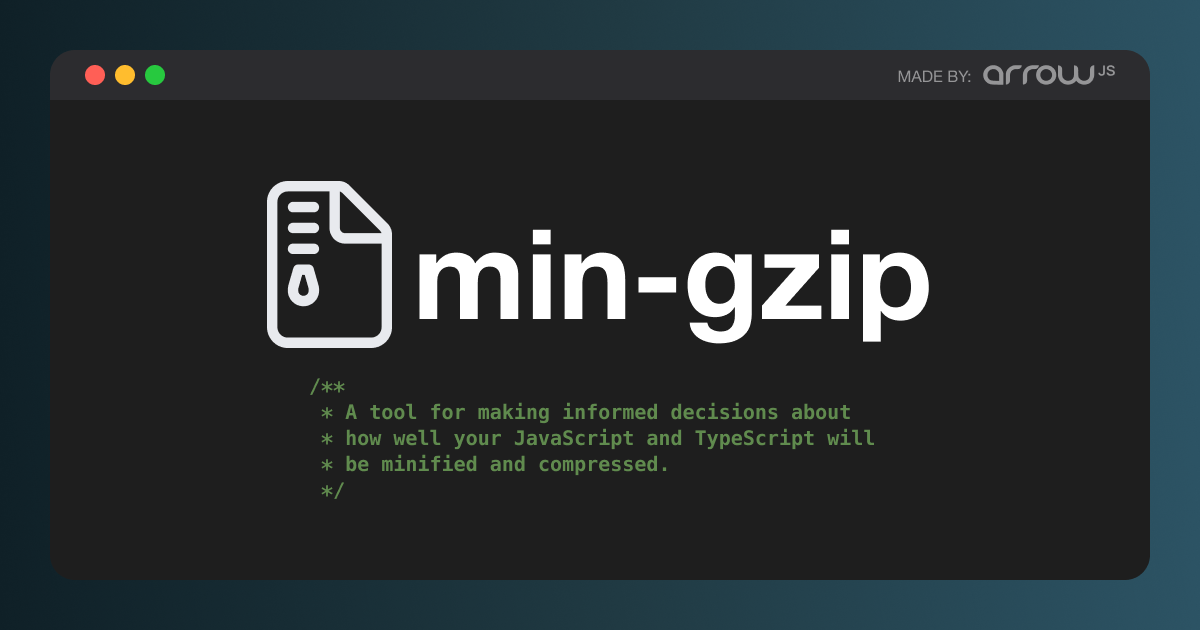 MADE BY: arrow JS
min-gzip
/**
* A tool for making informed decisions about
* how well your JavaScript and TypeScript will
* be minified and compressed.
*/